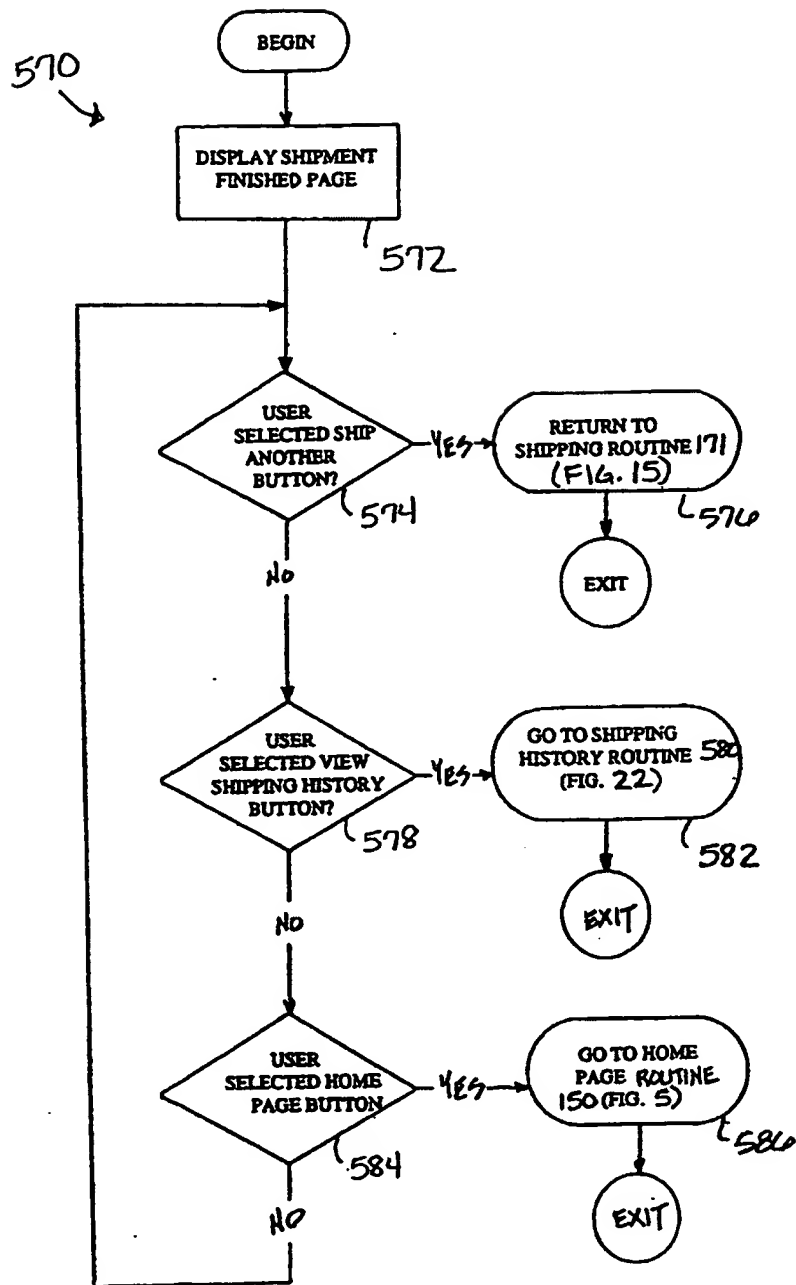 BEGIN
570
DISPLAY SHIPMENT
FINISHED PAGE
572
USER
SELECTED SHIP
ANOTHER
BUTTON?
574
YES
RETURN TO
SHIPPING ROUTINE 171
(FIG. 15)
576
EXIT
NO
USER
SELECTED VIEW
SHIPPING HISTORY
BUTTON?
578
YES
GO TO SHIPPING
HISTORY ROUTINE 580
(FIG. 22)
582
EXIT
NO
USER
SELECTED HOME
PAGE BUTTON
584
YES
GO TO HOME
PAGE ROUTINE
150 (FIG. 5)
586
EXIT
NO